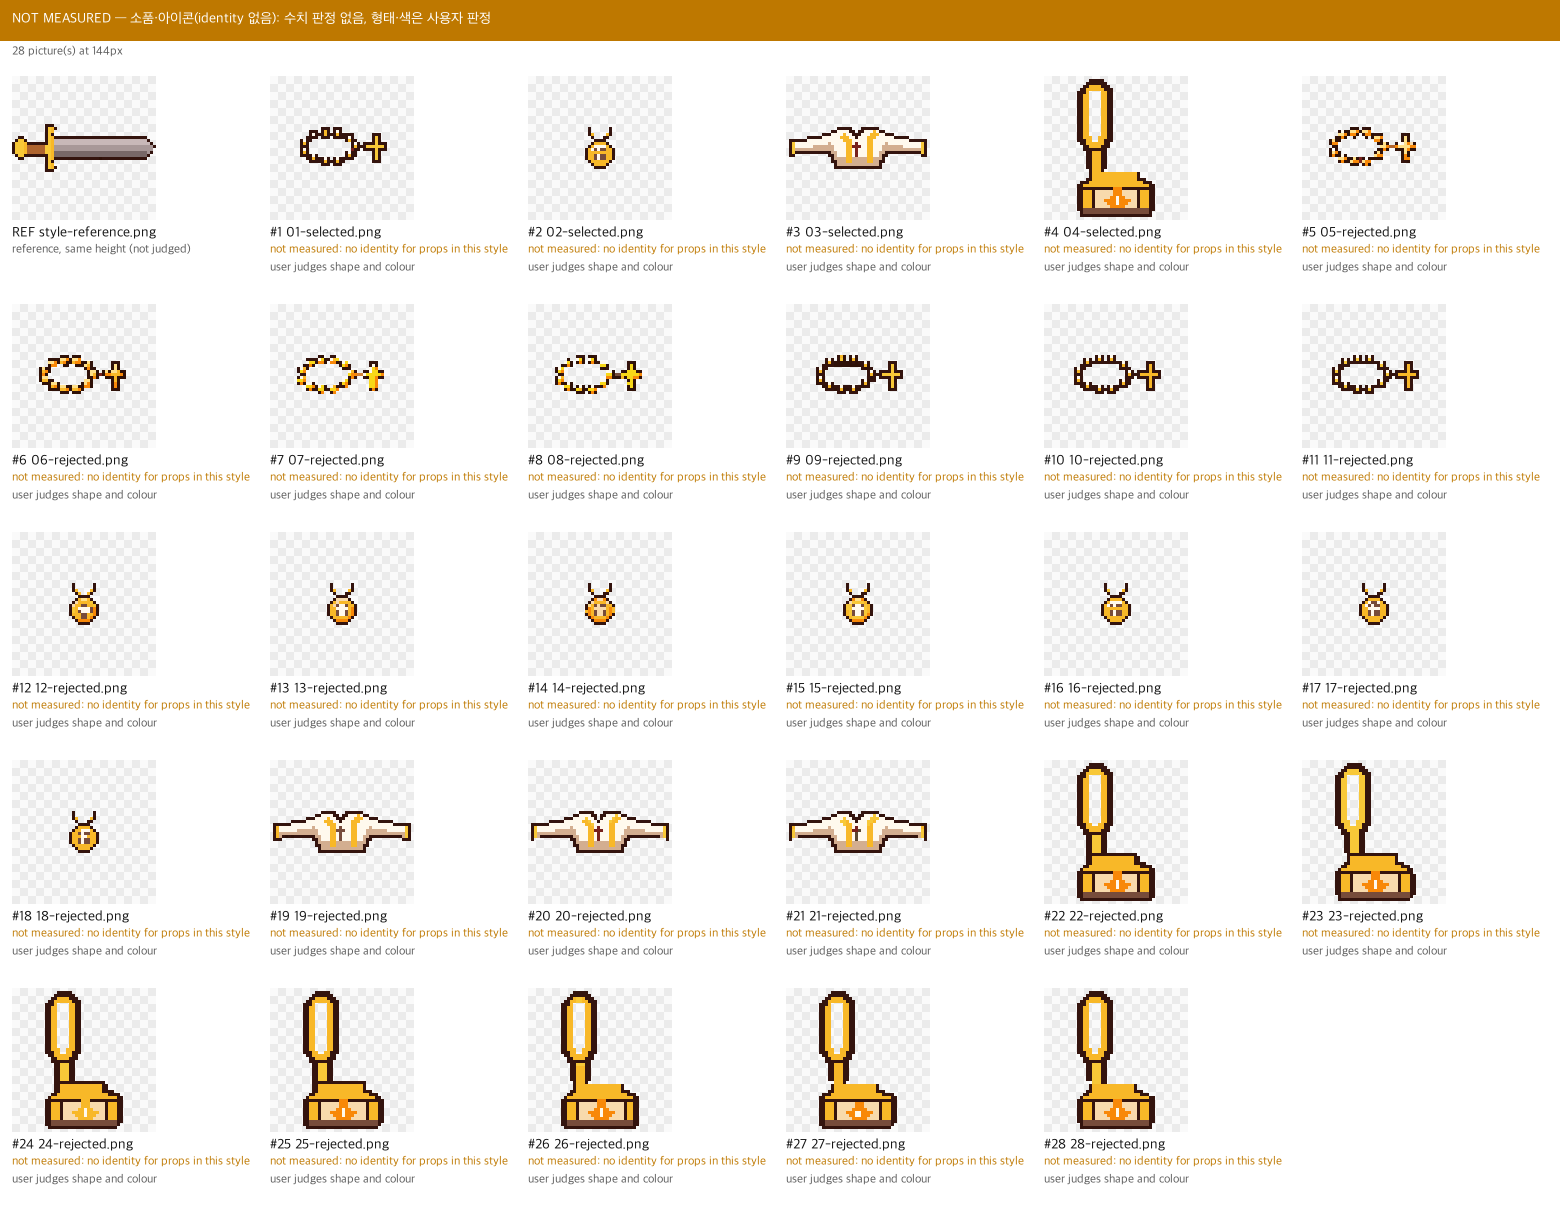 NOT MEASURED — 소품·아이콘(identity 없음): 수치 판정 없음, 형태·색은 사용자 판정
28 picture(s) at 144px
REF style-reference.png
reference, same height (not judged)
#1 01-selected.png
not measured: no identity for props in this style
user judges shape and colour
#2 02-selected.png
not measured: no identity for props in this style
user judges shape and colour
#3 03-selected.png
not measured: no identity for props in this style
user judges shape and colour
#4 04-selected.png
not measured: no identity for props in this style
user judges shape and colour
#5 05-rejected.png
not measured: no identity for props in this style
user judges shape and colour
#6 06-rejected.png
not measured: no identity for props in this style
user judges shape and colour
#7 07-rejected.png
not measured: no identity for props in this style
user judges shape and colour
#8 08-rejected.png
not measured: no identity for props in this style
user judges shape and colour
#9 09-rejected.png
not measured: no identity for props in this style
user judges shape and colour
#10 10-rejected.png
not measured: no identity for props in this style
user judges shape and colour
#11 11-rejected.png
not measured: no identity for props in this style
user judges shape and colour
#12 12-rejected.png
not measured: no identity for props in this style
user judges shape and colour
#13 13-rejected.png
not measured: no identity for props in this style
user judges shape and colour
#14 14-rejected.png
not measured: no identity for props in this style
user judges shape and colour
#15 15-rejected.png
not measured: no identity for props in this style
user judges shape and colour
#16 16-rejected.png
not measured: no identity for props in this style
user judges shape and colour
#17 17-rejected.png
not measured: no identity for props in this style
user judges shape and colour
#18 18-rejected.png
not measured: no identity for props in this style
user judges shape and colour
#19 19-rejected.png
not measured: no identity for props in this style
user judges shape and colour
#20 20-rejected.png
not measured: no identity for props in this style
user judges shape and colour
#21 21-rejected.png
not measured: no identity for props in this style
user judges shape and colour
#22 22-rejected.png
not measured: no identity for props in this style
user judges shape and colour
#23 23-rejected.png
not measured: no identity for props in this style
user judges shape and colour
#24 24-rejected.png
not measured: no identity for props in this style
user judges shape and colour
#25 25-rejected.png
not measured: no identity for props in this style
user judges shape and colour
#26 26-rejected.png
not measured: no identity for props in this style
user judges shape and colour
#27 27-rejected.png
not measured: no identity for props in this style
user judges shape and colour
#28 28-rejected.png
not measured: no identity for props in this style
user judges shape and colour